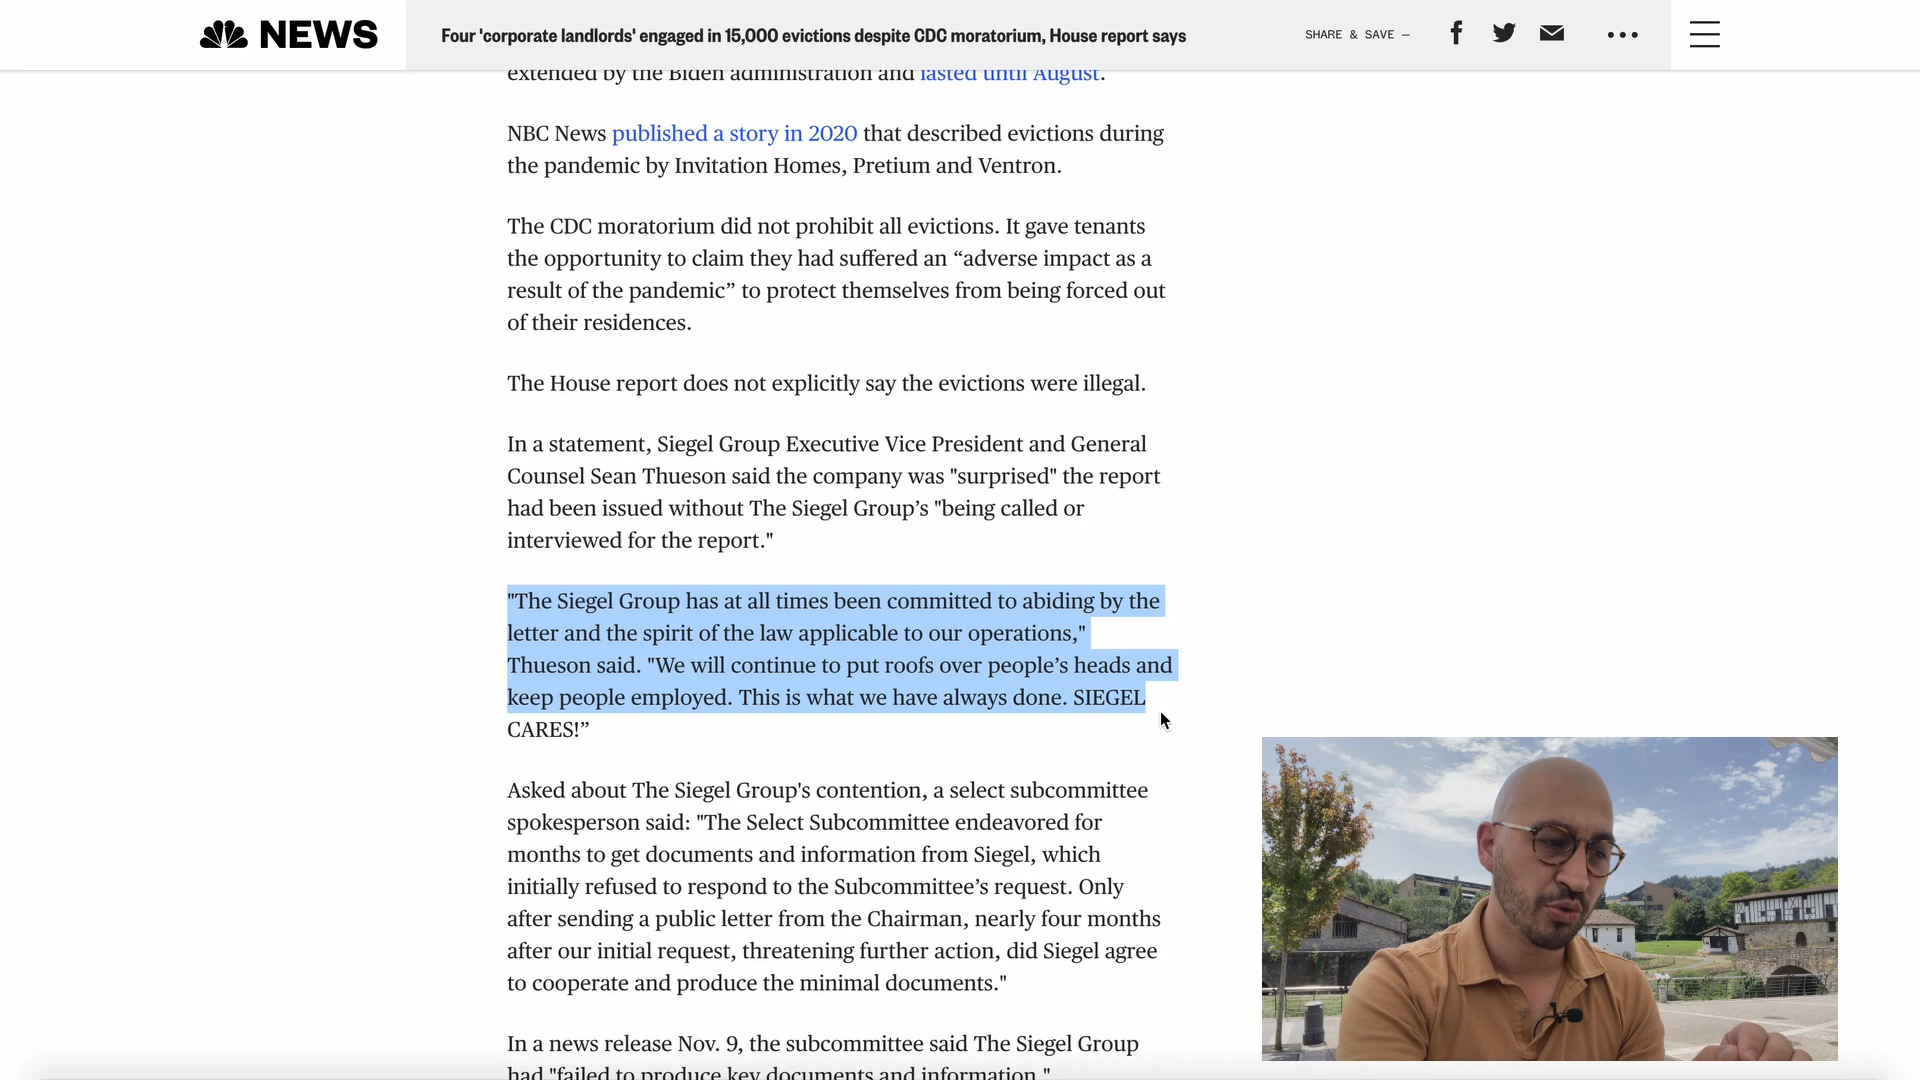 NEWS
Four 'corporate landlords' engaged in 15,000 evictions despite CDC moratorium, House report says
SHARE & SAVE —
extended by the Biden administration and lasted until August.
NBC News published a story in 2020 that described evictions during
the pandemic by Invitation Homes, Pretium and Ventron.
The CDC moratorium did not prohibit all evictions. It gave tenants
the opportunity to claim they had suffered an “adverse impact as a
result of the pandemic” to protect themselves from being forced out
of their residences.
The House report does not explicitly say the evictions were illegal.
In a statement, Siegel Group Executive Vice President and General
Counsel Sean Thueson said the company was "surprised" the report
had been issued without The Siegel Group’s "being called or
interviewed for the report."
"The Siegel Group has at all times been committed to abiding by the
letter and the spirit of the law applicable to our operations,"
Thueson said. "We will continue to put roofs over people’s heads and
keep people employed. This is what we have always done. SIEGEL
CARES!”
Asked about The Siegel Group's contention, a select subcommittee
spokesperson said: "The Select Subcommittee endeavored for
months to get documents and information from Siegel, which
initially refused to respond to the Subcommittee’s request. Only
after sending a public letter from the Chairman, nearly four months
after our initial request, threatening further action, did Siegel agree
to cooperate and produce the minimal documents."
In a news release Nov. 9, the subcommittee said The Siegel Group
had "failed to produce key documents and information."